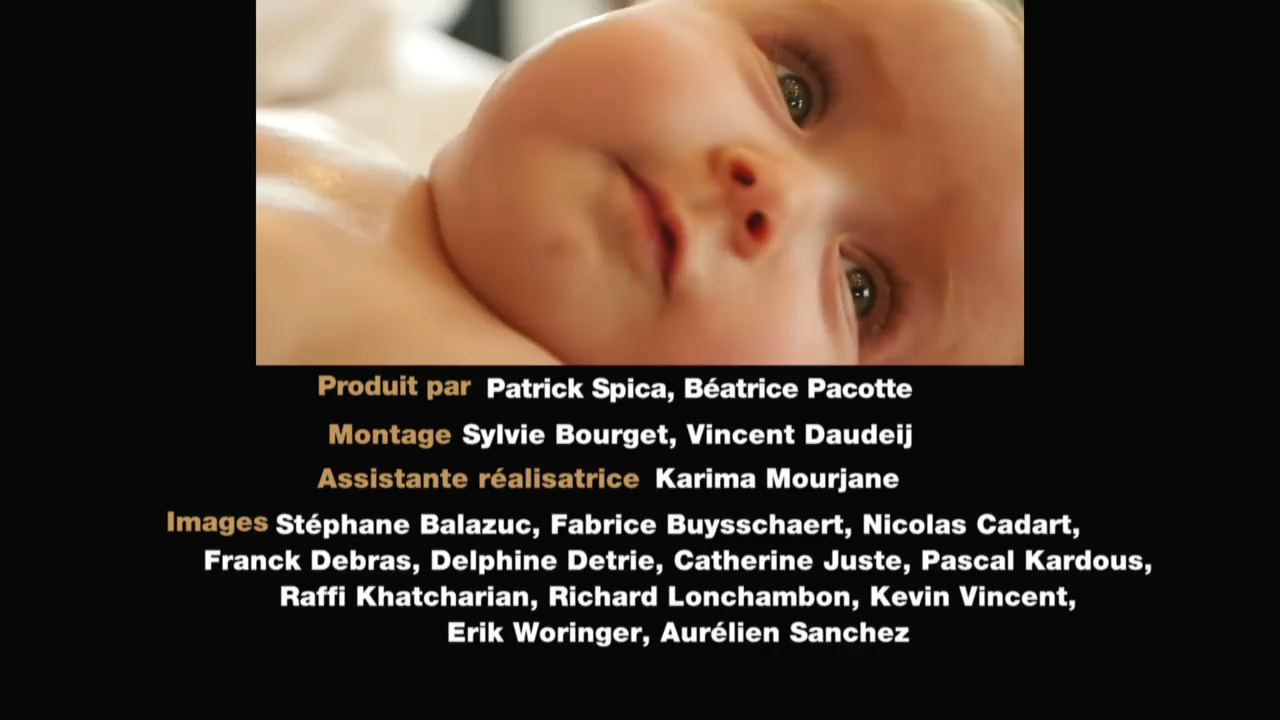 Produit par Patrick Spica, Béatrice Pacotte
Montage Sylvie Bourget, Vincent Daudeij
Assistante réalisatrice Karima Mourjane
Images Stéphane Balazuc, Fabrice Buysschaert, Nicolas Cadart,
Franck Debras, Delphine Detrie, Catherine Juste, Pascal Kardous,
Raffi Khatcharian, Richard Lonchambon, Kevin Vincent,
Erik Woringer, Aurélien Sanchez